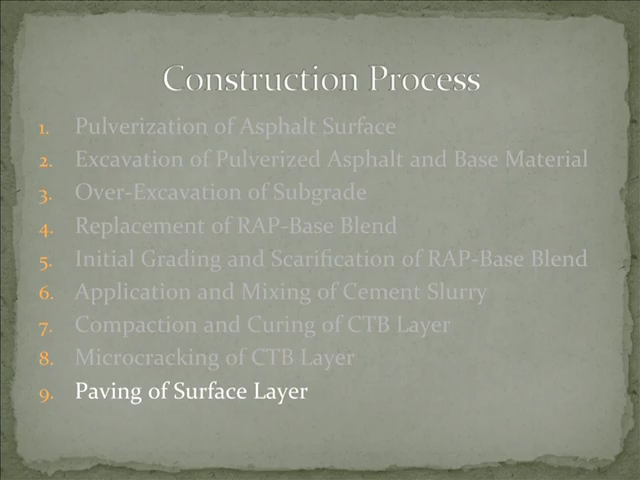 Construction Process
1. Pulverization of Asphalt Surface
2. Excavation of Pulverized Asphalt and Base Material
3. Over-Excavation of Subgrade
4. Replacement of RAP-Base Blend
5. Initial Grading and Scarification of RAP-Base Blend
6. Application and Mixing of Cement Slurry
7. Compaction and Curing of CTB Layer
8. Microcracking of CTB Layer
9. Paving of Surface Layer